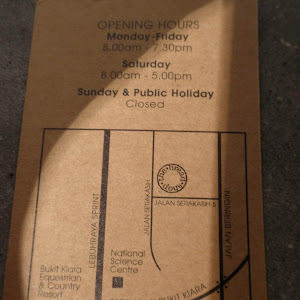 OPENING HOURS
Monday-Friday
8.00am - 7.30pm
Saturday
8.00am - 5.00pm
Sunday & Public Holiday
Closed
LEBUHRAYA SPRINT
JALAN SETIAKASIH
JALAN SETIAKASIH 5
JALAN BERINGIN
National
Science
Centre
Bukit Kiara
Equestrian
& Country
Resort
BUKIT KIARA